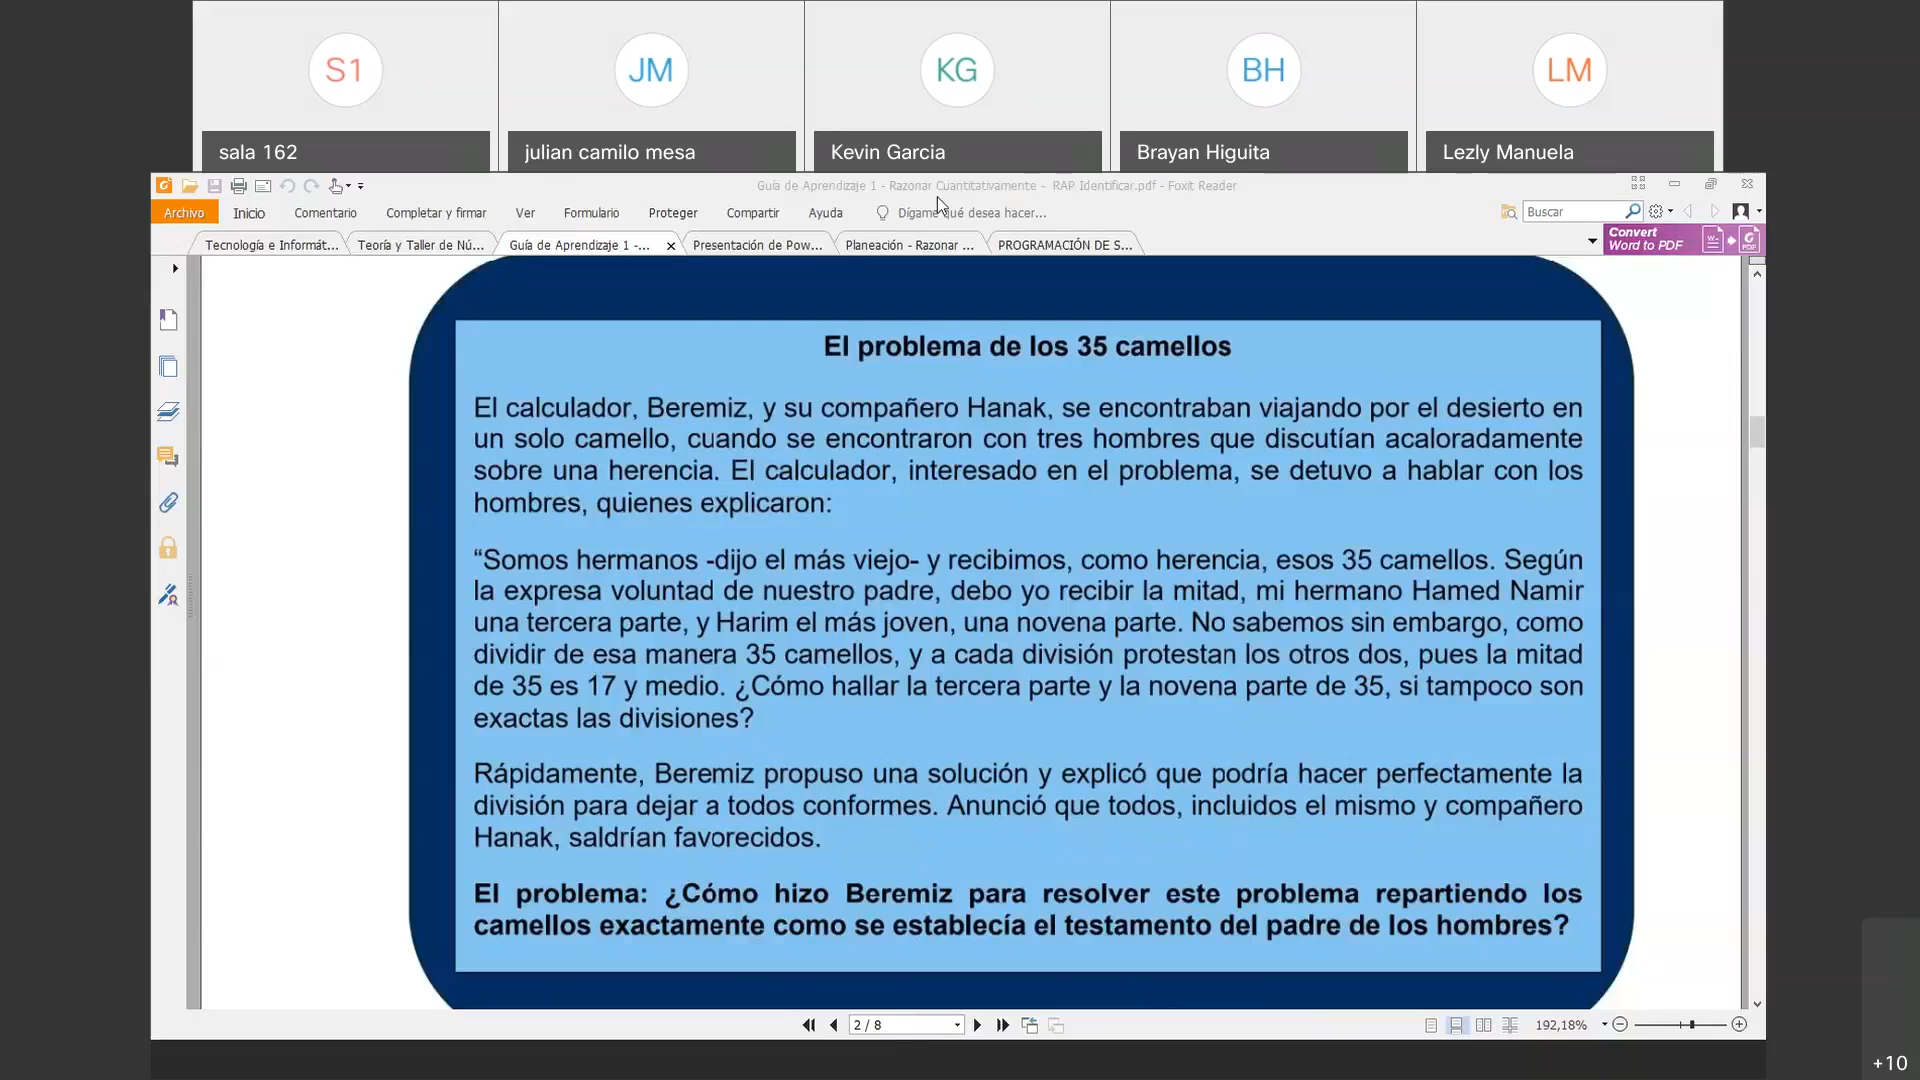 S1
JM
KG
BH
LM
sala 162
julian camilo mesa
Kevin Garcia
Brayan Higuita
Lezly Manuela
Guía de Aprendizaje 1 - Razonar Cuantitativamente - RAP Identificar.pdf - Foxit Reader
Archivo
Inicio
Comentario
Completar y firmar
Ver
Formulario
Proteger
Compartir
Ayuda
Dígame qué desea hacer...
Buscar
Tecnología e Informát...
Teoría y Taller de Nú...
Guía de Aprendizaje 1 -...
Presentación de Pow...
Planeación - Razonar ...
PROGRAMACIÓN DE S...
Convert
Word to PDF
El problema de los 35 camellos
El calculador, Beremiz, y su compañero Hanak, se encontraban viajando por el desierto en
un solo camello, cuando se encontraron con tres hombres que discutían acaloradamente
sobre una herencia. El calculador, interesado en el problema, se detuvo a hablar con los
hombres, quienes explicaron:
“Somos hermanos -dijo el más viejo- y recibimos, como herencia, esos 35 camellos. Según
la expresa voluntad de nuestro padre, debo yo recibir la mitad, mi hermano Hamed Namir
una tercera parte, y Harim el más joven, una novena parte. No sabemos sin embargo, como
dividir de esa manera 35 camellos, y a cada división protestan los otros dos, pues la mitad
de 35 es 17 y medio. ¿Cómo hallar la tercera parte y la novena parte de 35, si tampoco son
exactas las divisiones?
Rápidamente, Beremiz propuso una solución y explicó que podría hacer perfectamente la
división para dejar a todos conformes. Anunció que todos, incluidos el mismo y compañero
Hanak, saldrían favorecidos.
El problema: ¿Cómo hizo Beremiz para resolver este problema repartiendo los
camellos exactamente como se establecía el testamento del padre de los hombres?
2 / 8
192,18%
+10